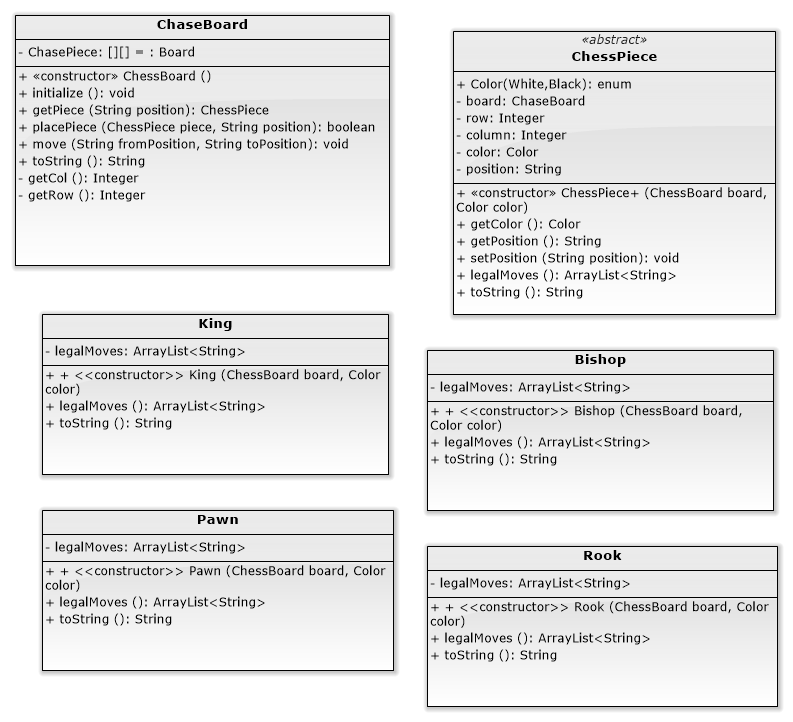 ChaseBoard
- ChasePiece: [][] = : Board
+ «constructor» ChessBoard ()
+ initialize (): void
+ getPiece (String position): ChessPiece
+ placePiece (ChessPiece piece, String position): boolean
+ move (String fromPosition, String toPosition): void
+ toString (): String
- getCol (): Integer
- getRow (): Integer
«abstract»
ChessPiece
+ Color(White,Black): enum
- board: ChaseBoard
- row: Integer
- column: Integer
- color: Color
- position: String
+ «constructor» ChessPiece+ (ChessBoard board,
Color color)
+ getColor (): Color
+ getPosition (): String
+ setPosition (String position): void
+ legalMoves (): ArrayList<String>
+ toString (): String
King
- legalMoves: ArrayList<String>
+ + <<constructor>> King (ChessBoard board, Color
color)
+ legalMoves (): ArrayList<String>
+ toString (): String
Bishop
- legalMoves: ArrayList<String>
+ + <<constructor>> Bishop (ChessBoard board,
Color color)
+ legalMoves (): ArrayList<String>
+ toString (): String
Pawn
- legalMoves: ArrayList<String>
+ + <<constructor>> Pawn (ChessBoard board, Color
color)
+ legalMoves (): ArrayList<String>
+ toString (): String
Rook
- legalMoves: ArrayList<String>
+ + <<constructor>> Rook (ChessBoard board, Color
color)
+ legalMoves (): ArrayList<String>
+ toString (): String